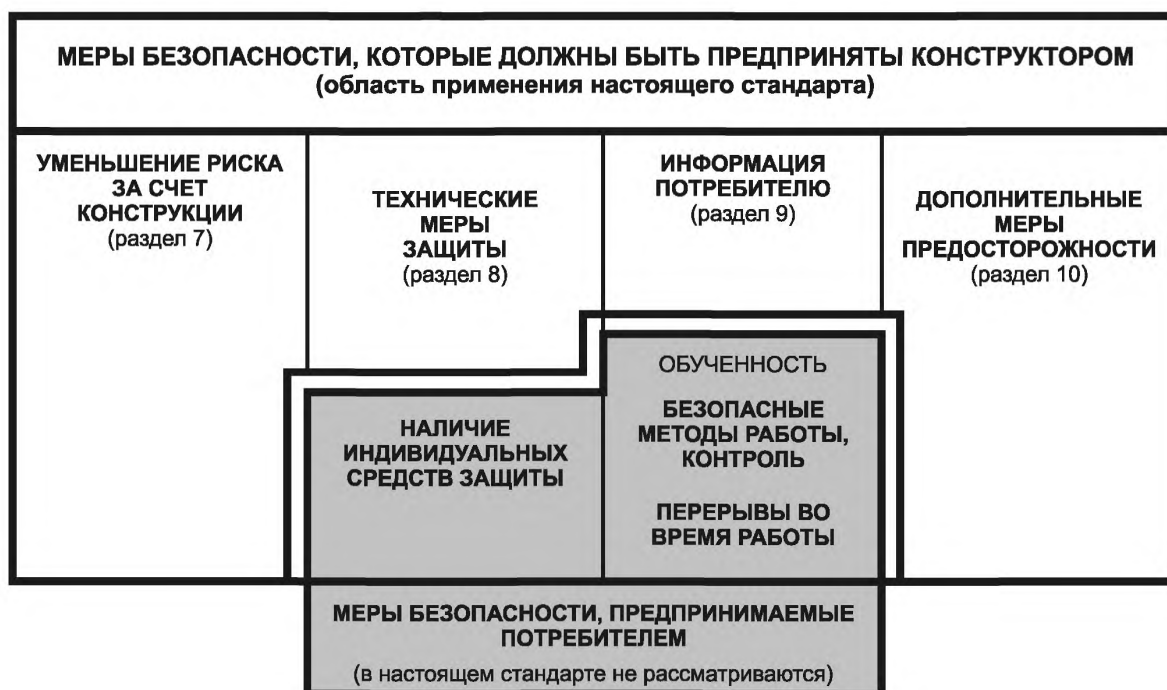 МЕРЫ БЕЗОПАСНОСТИ, КОТОРЫЕ ДОЛЖНЫ БЫТЬ ПРЕДПРИНЯТЫ КОНСТРУКТОРОМ
(область применения настоящего стандарта)
УМЕНЬШЕНИЕ РИСКА
ЗА СЧЕТ
КОНСТРУКЦИИ
(раздел 7)
ТЕХНИЧЕСКИЕ
МЕРЫ
ЗАЩИТЫ
(раздел 8)
ИНФОРМАЦИЯ
ПОТРЕБИТЕЛЮ
(раздел 9)
ДОПОЛНИТЕЛЬНЫЕ
МЕРЫ
ПРЕДОСТОРОЖНОСТИ
(раздел 10)
НАЛИЧИЕ
ИНДИВИДУАЛЬНЫХ
СРЕДСТВ ЗАЩИТЫ
ОБУЧЕННОСТЬ
БЕЗОПАСНЫЕ
МЕТОДЫ РАБОТЫ,
КОНТРОЛЬ
ПЕРЕРЫВЫ ВО
ВРЕМЯ РАБОТЫ
МЕРЫ БЕЗОПАСНОСТИ, ПРЕДПРИНИМАЕМЫЕ
ПОТРЕБИТЕЛЕМ
(в настоящем стандарте не рассматриваются)